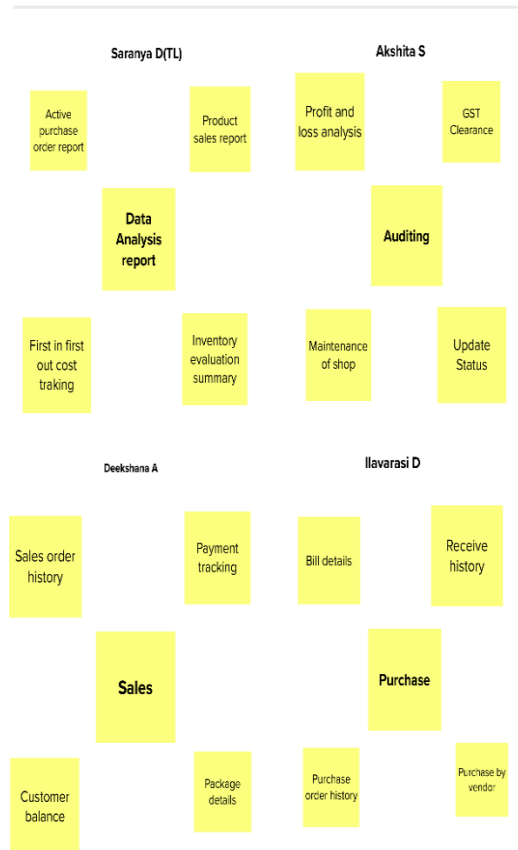 Saranya D(TL)
Akshita S
Active
purchase
order report
Product
sales report
Profit and
loss analysis
GST
Clearance
Data
Analysis
report
Auditing
First in first
out cost
traking
Inventory
evaluation
summary
Maintenance
of shop
Update
Status
Deekshana A
Ilavarasi D
Sales order
history
Payment
tracking
Bill details
Receive
history
Sales
Purchase
Customer
balance
Package
details
Purchase
order history
Purchase by
vendor